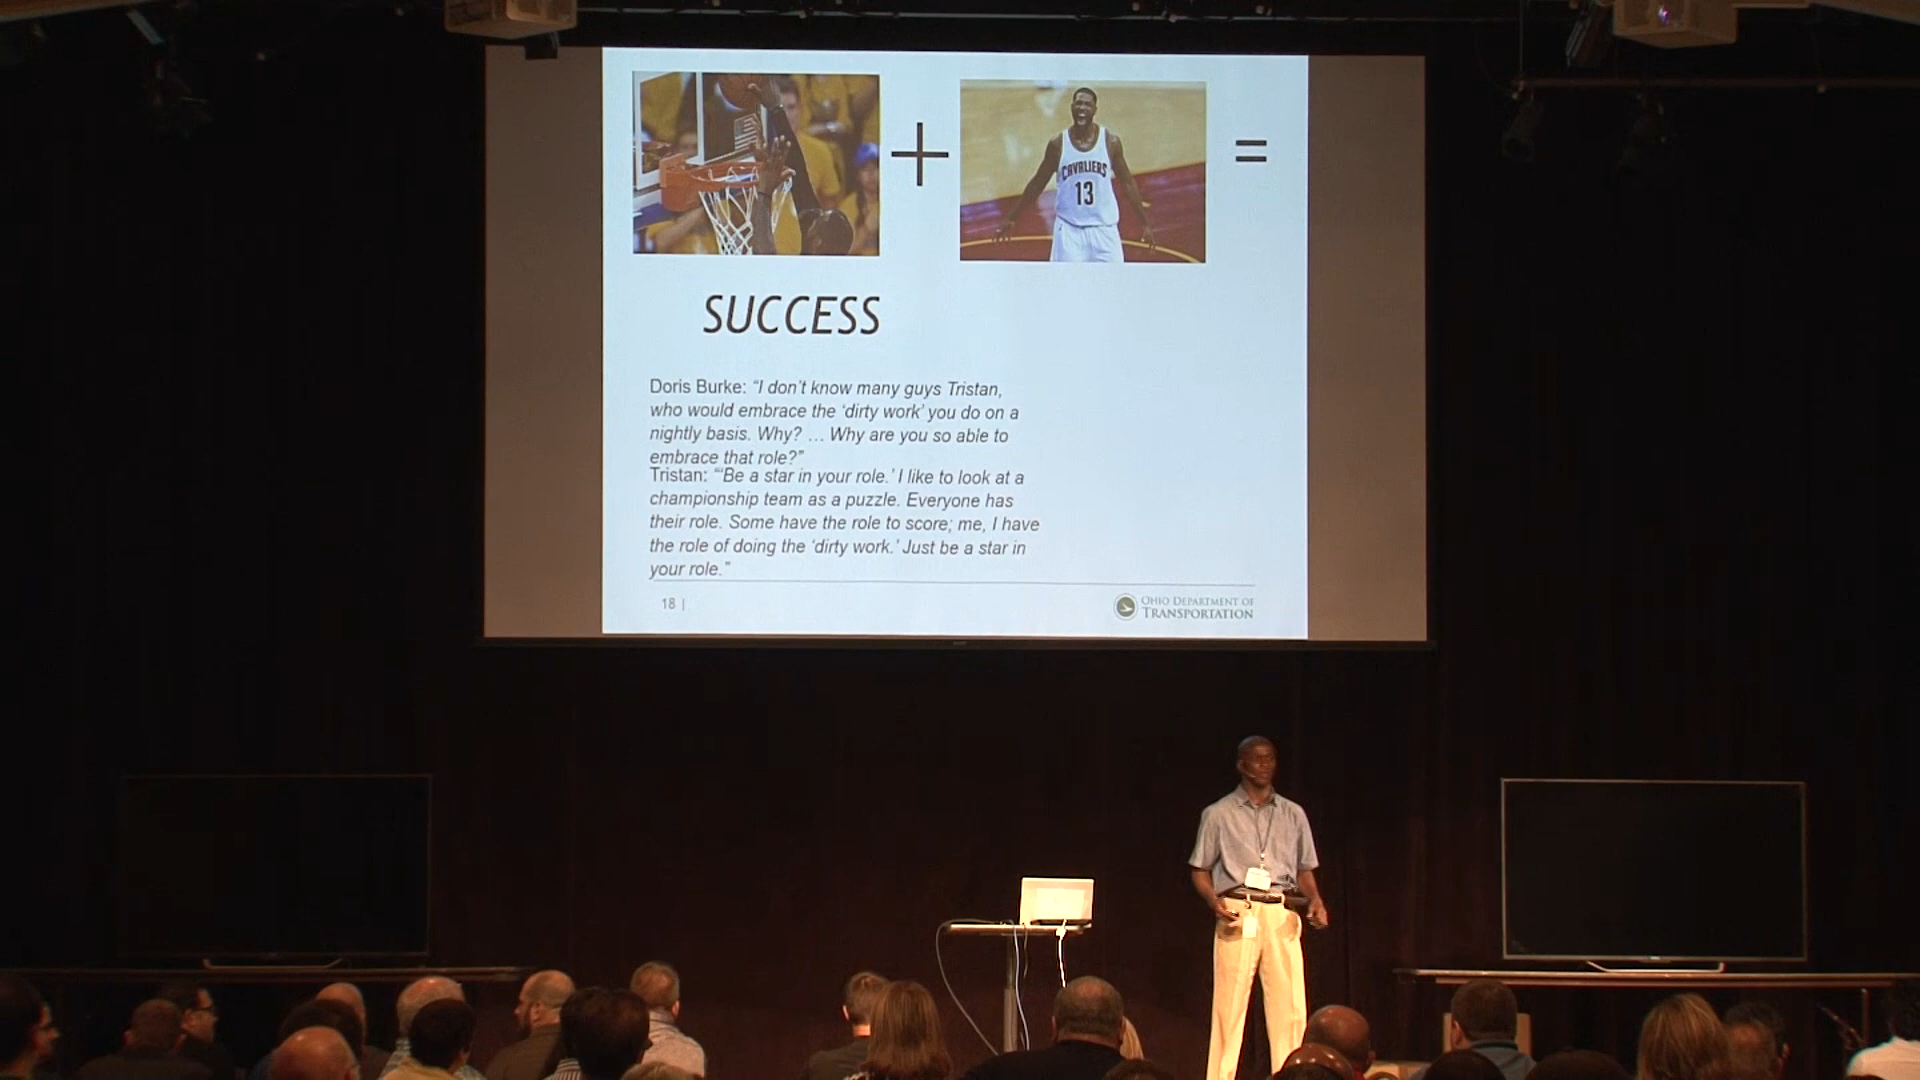 CAVALIERS
13
+
=
SUCCESS
Doris Burke: “I don’t know many guys Tristan,
who would embrace the ‘dirty work’ you do on a
nightly basis. Why? … Why are you so able to
embrace that role?”
Tristan: “‘Be a star in your role.’ I like to look at a
championship team as a puzzle. Everyone has
their role. Some have the role to score; me, I have
the role of doing the ‘dirty work.’ Just be a star in
your role.”
18 |
OHIO DEPARTMENT OF
TRANSPORTATION